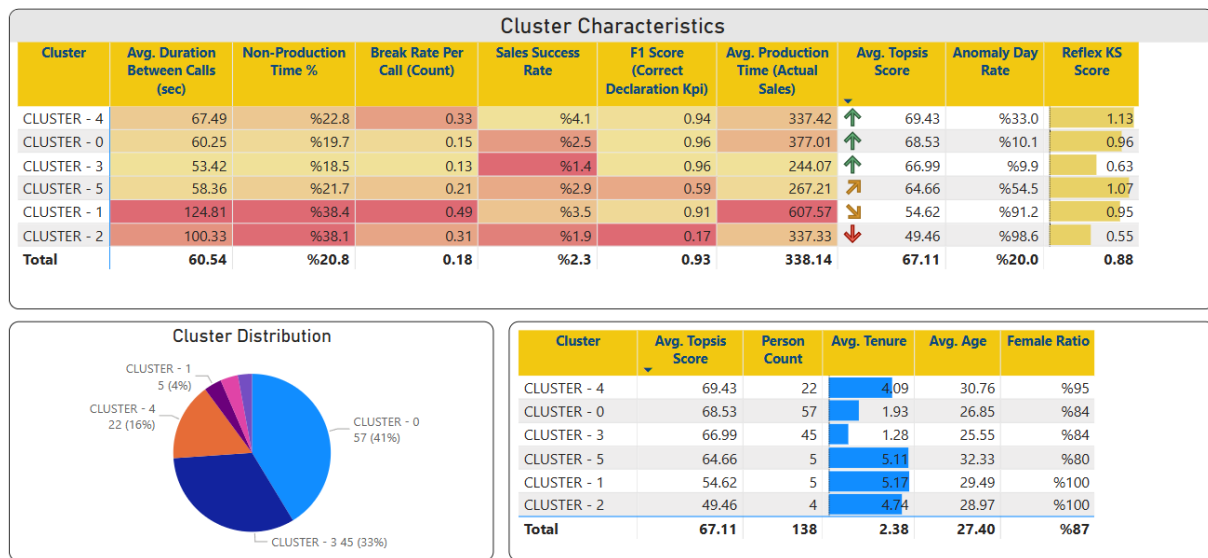 Cluster Characteristics
Cluster Avg. Duration Between Calls (sec) Non-Production Time % Break Rate Per Call (Count) Sales Success Rate F1 Score (Correct Declaration Kpi) Avg. Production Time (Actual Sales) Avg. Topsis Score Anomaly Day Rate Reflex KS Score
CLUSTER - 4 67.49 %22.8 0.33 %4.1 0.94 337.42 69.43 %33.0 1.13
CLUSTER - 0 60.25 %19.7 0.15 %2.5 0.96 377.01 68.53 %10.1 0.96
CLUSTER - 3 53.42 %18.5 0.13 %1.4 0.96 244.07 66.99 %9.9 0.63
CLUSTER - 5 58.36 %21.7 0.21 %2.9 0.59 267.21 64.66 %54.5 1.07
CLUSTER - 1 124.81 %38.4 0.49 %3.5 0.91 607.57 54.62 %91.2 0.95
CLUSTER - 2 100.33 %38.1 0.31 %1.9 0.17 337.33 49.46 %98.6 0.55
Total 60.54 %20.8 0.18 %2.3 0.93 338.14 67.11 %20.0 0.88
Cluster Distribution
CLUSTER - 1
5 (4%)
CLUSTER - 4
22 (16%)
CLUSTER - 0
57 (41%)
CLUSTER - 3 45 (33%)
Cluster Avg. Topsis Score Person Count Avg. Tenure Avg. Age Female Ratio
CLUSTER - 4 69.43 22 4.09 30.76 %95
CLUSTER - 0 68.53 57 1.93 26.85 %84
CLUSTER - 3 66.99 45 1.28 25.55 %84
CLUSTER - 5 64.66 5 5.11 32.33 %80
CLUSTER - 1 54.62 5 5.17 29.49 %100
CLUSTER - 2 49.46 4 4.74 28.97 %100
Total 67.11 138 2.38 27.40 %87